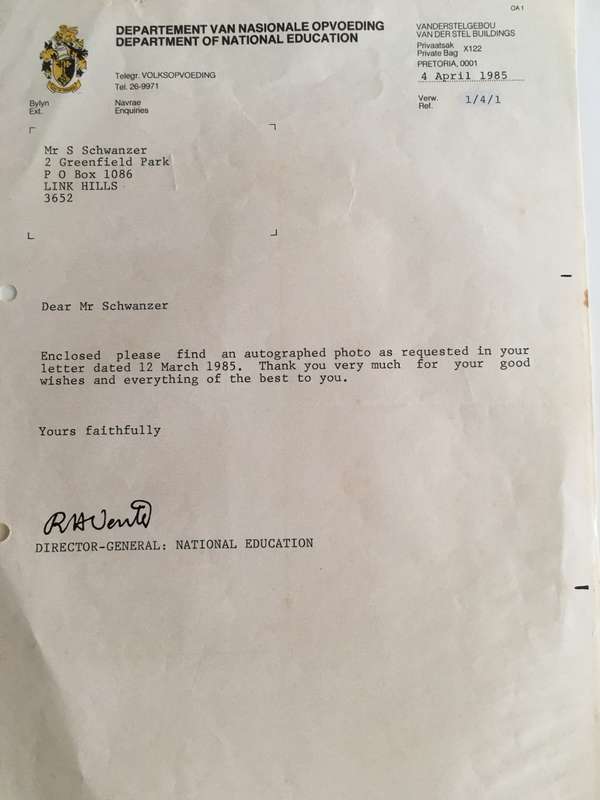 OA 1
DEPARTEMENT VAN NASIONALE OPVOEDING
DEPARTMENT OF NATIONAL EDUCATION
VANDERSTELGEBOU
VAN DER STEL BUILDINGS
Privaatsak
Private Bag X122
PRETORIA, 0001
Telegr. VOLKSOPVOEDING
Tel. 26-9971
4 April 1985
Bylyn
Ext.
Navrae
Enquiries
Verw.
Ref. 1/4/1
Mr S Schwanzer
2 Greenfield Park
P O Box 1086
LINK HILLS
3652
Dear Mr Schwanzer
Enclosed please find an autographed photo as requested in your
letter dated 12 March 1985. Thank you very much for your good
wishes and everything of the best to you.
Yours faithfully
DIRECTOR-GENERAL: NATIONAL EDUCATION